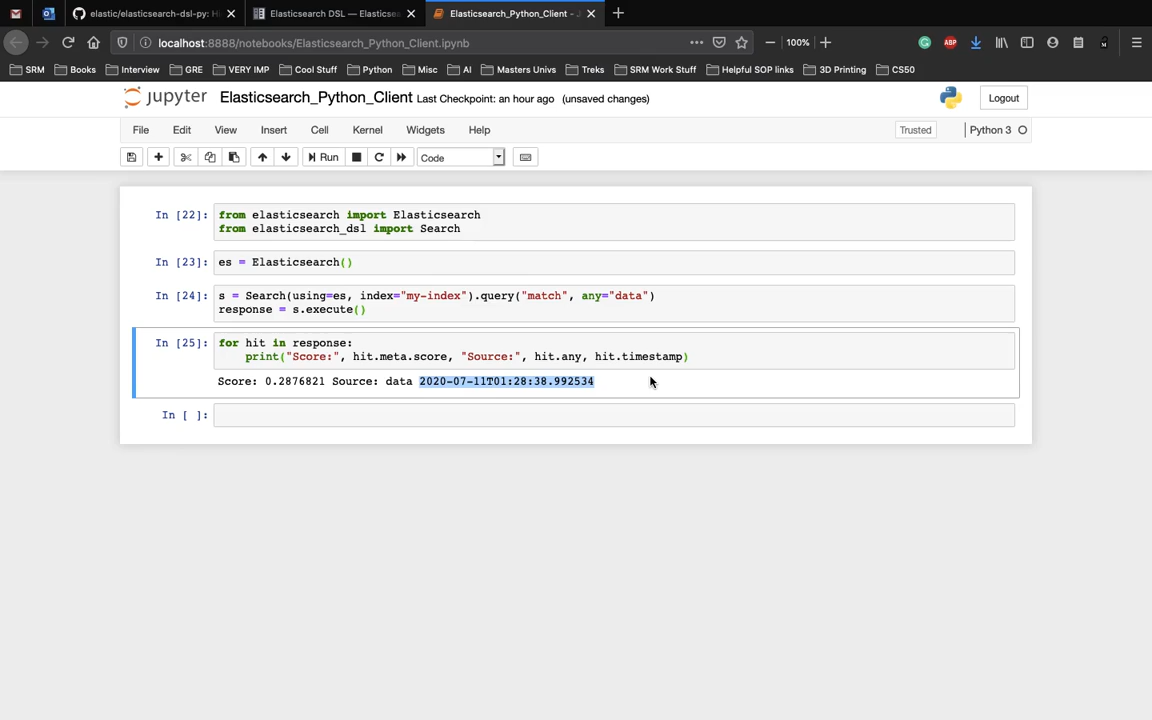 elastic/elasticsearch-dsl-py: Hi
Elasticsearch DSL — Elasticsea
Elasticsearch_Python_Client - J
localhost:8888/notebooks/Elasticsearch_Python_Client.ipynb
100%
ABP
SRM
Books
Interview
GRE
VERY IMP
Cool Stuff
Python
Misc
AI
Masters Univs
Treks
SRM Work Stuff
Helpful SOP links
3D Printing
CS50
jupyter
Elasticsearch_Python_Client Last Checkpoint: an hour ago (unsaved changes)
Logout
File Edit View Insert Cell Kernel Widgets Help
Trusted
Python 3
Run
Code
In [22]: from elasticsearch import Elasticsearch
from elasticsearch_dsl import Search
In [23]: es = Elasticsearch()
In [24]: s = Search(using=es, index="my-index").query("match", any="data")
response = s.execute()
In [25]: for hit in response:
print("Score:", hit.meta.score, "Source:", hit.any, hit.timestamp)
Score: 0.2876821 Source: data 2020-07-11T01:28:38.992534
In [ ]: